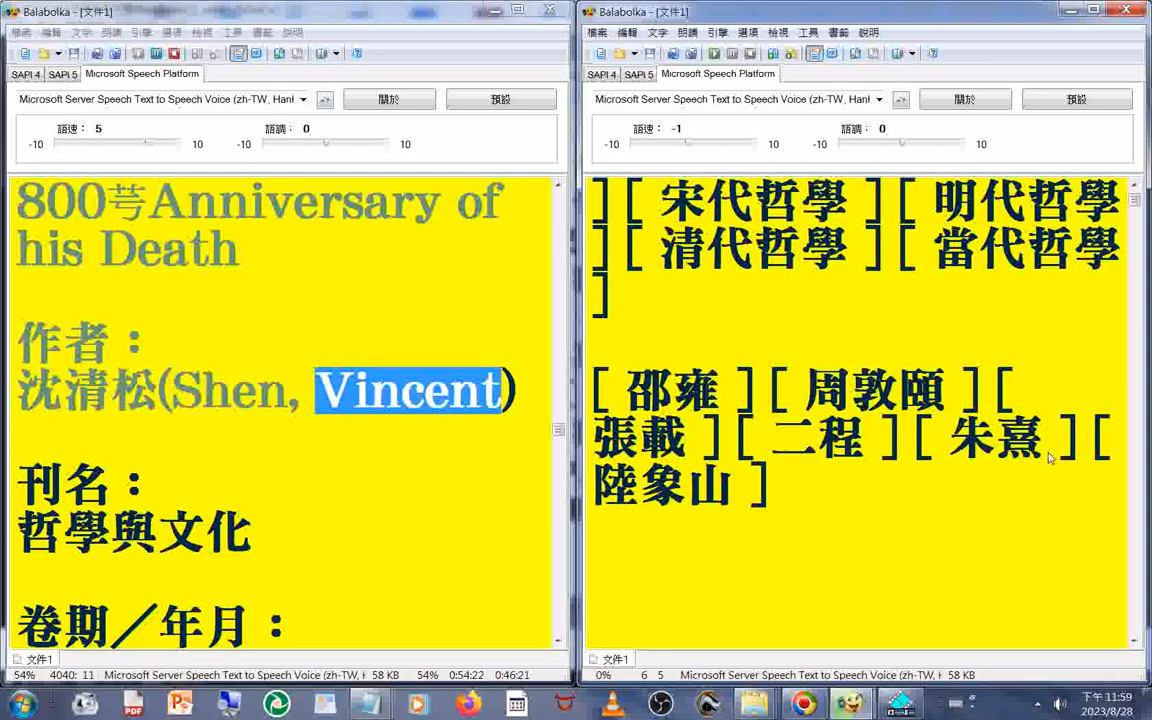 Balabolka - [文件1]
檔案 編輯 文字 朗讀 引擎 選項 檢視 工具 書籤 說明
SAPI 4 SAPI 5 Microsoft Speech Platform
Microsoft Server Speech Text to Speech Voice (zh-TW, Hanl
關於 預設
語速： 5 語調： 0
-10 10 -10 10
800芌Anniversary of
his Death
作者：
沈清松(Shen, Vincent)
刊名：
哲學與文化
卷期／年月：
文件1
54% 4040: 11 Microsoft Server Speech Text to Speech Voice (zh-TW, H 58 KB 54% 0:54:22 0:46:21
Balabolka - [文件1]
檔案 編輯 文字 朗讀 引擎 選項 檢視 工具 書籤 說明
SAPI 4 SAPI 5 Microsoft Speech Platform
Microsoft Server Speech Text to Speech Voice (zh-TW, Hanl
關於 預設
語速： -1 語調： 0
-10 10 -10 10
][ 宋代哲學 ][ 明代哲學
][ 清代哲學 ][ 當代哲學
]
[ 邵雍 ][ 周敦頤 ][
張載 ][ 二程 ][ 朱熹 ][
陸象山 ]
文件1
0% 6 5 Microsoft Server Speech Text to Speech Voice (zh-TW, H 58 KB
下午 11:59
2023/8/28